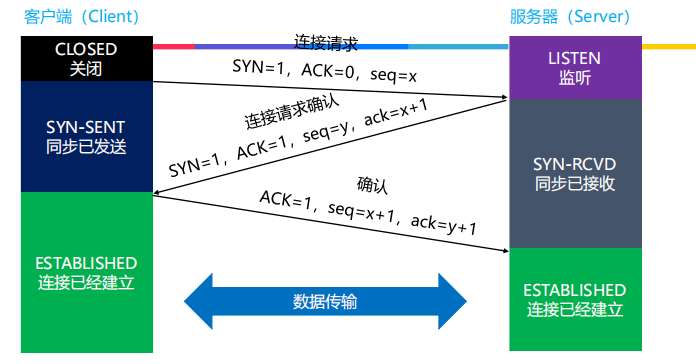 客户端（Client）
服务器（Server）
CLOSED
关闭
连接请求
LISTEN
监听
SYN=1，ACK=0，seq=x
连接请求确认
SYN=1，ACK=1，seq=y，ack=x+1
SYN-SENT
同步已发送
SYN-RCVD
同步已接收
确认
ACK=1，seq=x+1，ack=y+1
ESTABLISHED
连接已经建立
数据传输
ESTABLISHED
连接已经建立